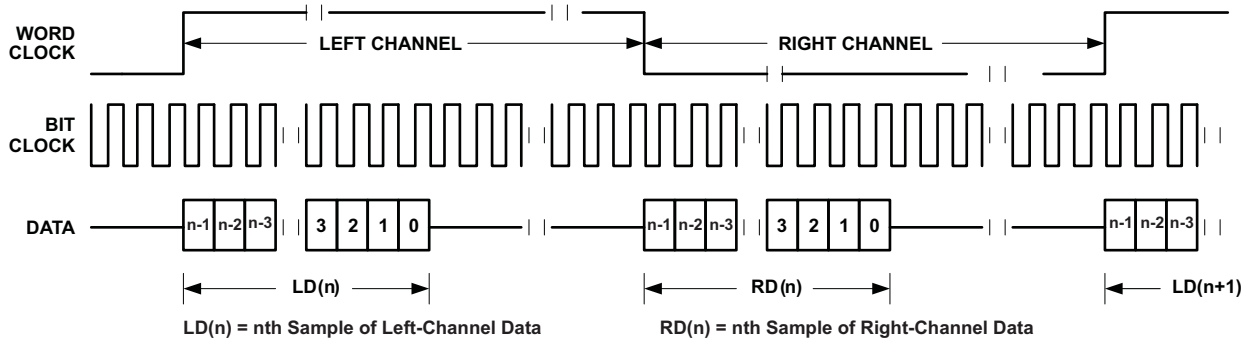 WORD
CLOCK
LEFT CHANNEL
RIGHT CHANNEL
BIT
CLOCK
DATA
n-1 n-2 n-3 3 2 1 0 n-1 n-2 n-3 3 2 1 0 n-1 n-2 n-3
LD(n) RD(n) LD(n+1)
LD(n) = nth Sample of Left-Channel Data
RD(n) = nth Sample of Right-Channel Data